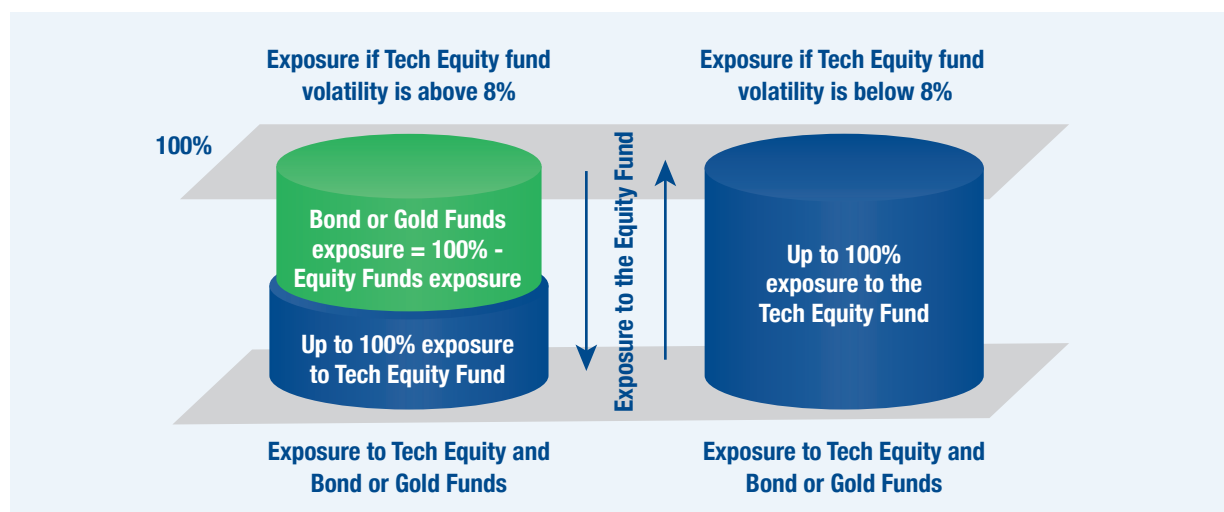 Exposure if Tech Equity fund
volatility is above 8%
Exposure if Tech Equity fund
volatility is below 8%
100%
Bond or Gold Funds
exposure = 100% -
Equity Funds exposure
Up to 100% exposure
to Tech Equity Fund
Exposure to the Equity Fund
Up to 100%
exposure to the
Tech Equity Fund
Exposure to Tech Equity and
Bond or Gold Funds
Exposure to Tech Equity and
Bond or Gold Funds